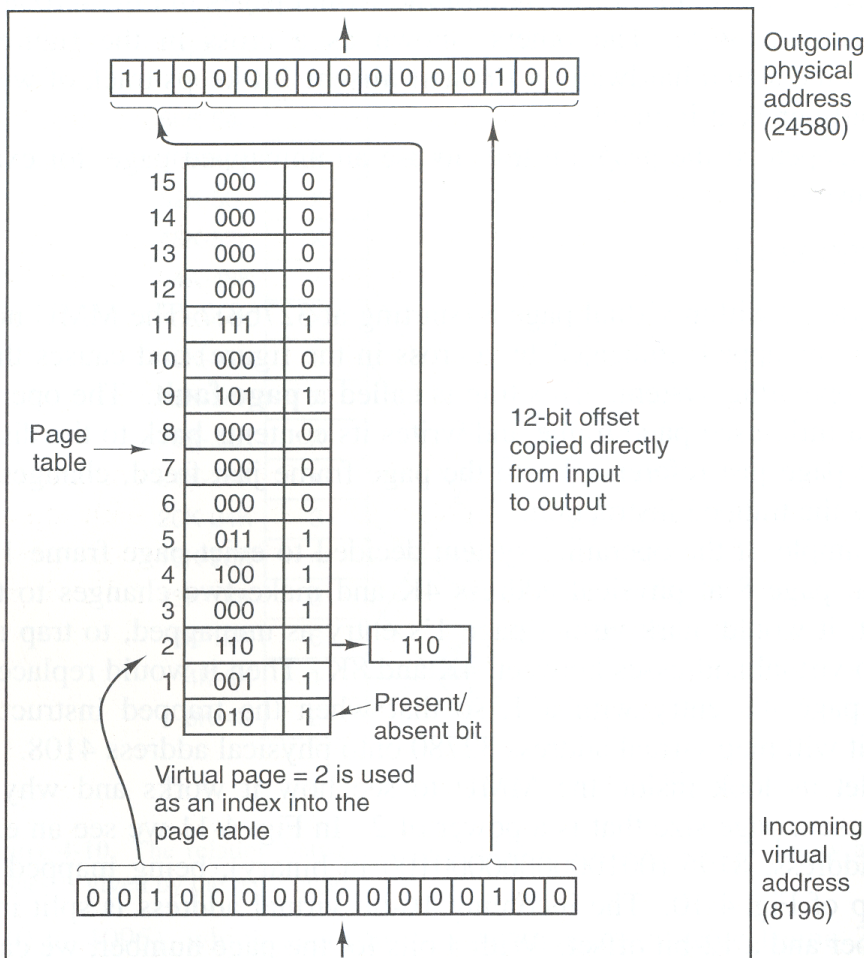 1 1 0 0 0 0 0 0 0 0 0 0 1 0 0
Outgoing
physical
address
(24580)
15 000 0
14 000 0
13 000 0
12 000 0
11 111 1
10 000 0
9 101 1
8 000 0
7 000 0
6 000 0
5 011 1
4 100 1
3 000 1
2 110 1
1 001 1
0 010 1
Page
table
110
12-bit offset
copied directly
from input
to output
Present/
absent bit
Virtual page = 2 is used
as an index into the
page table
0 0 1 0 0 0 0 0 0 0 0 0 0 1 0 0
Incoming
virtual
address
(8196)